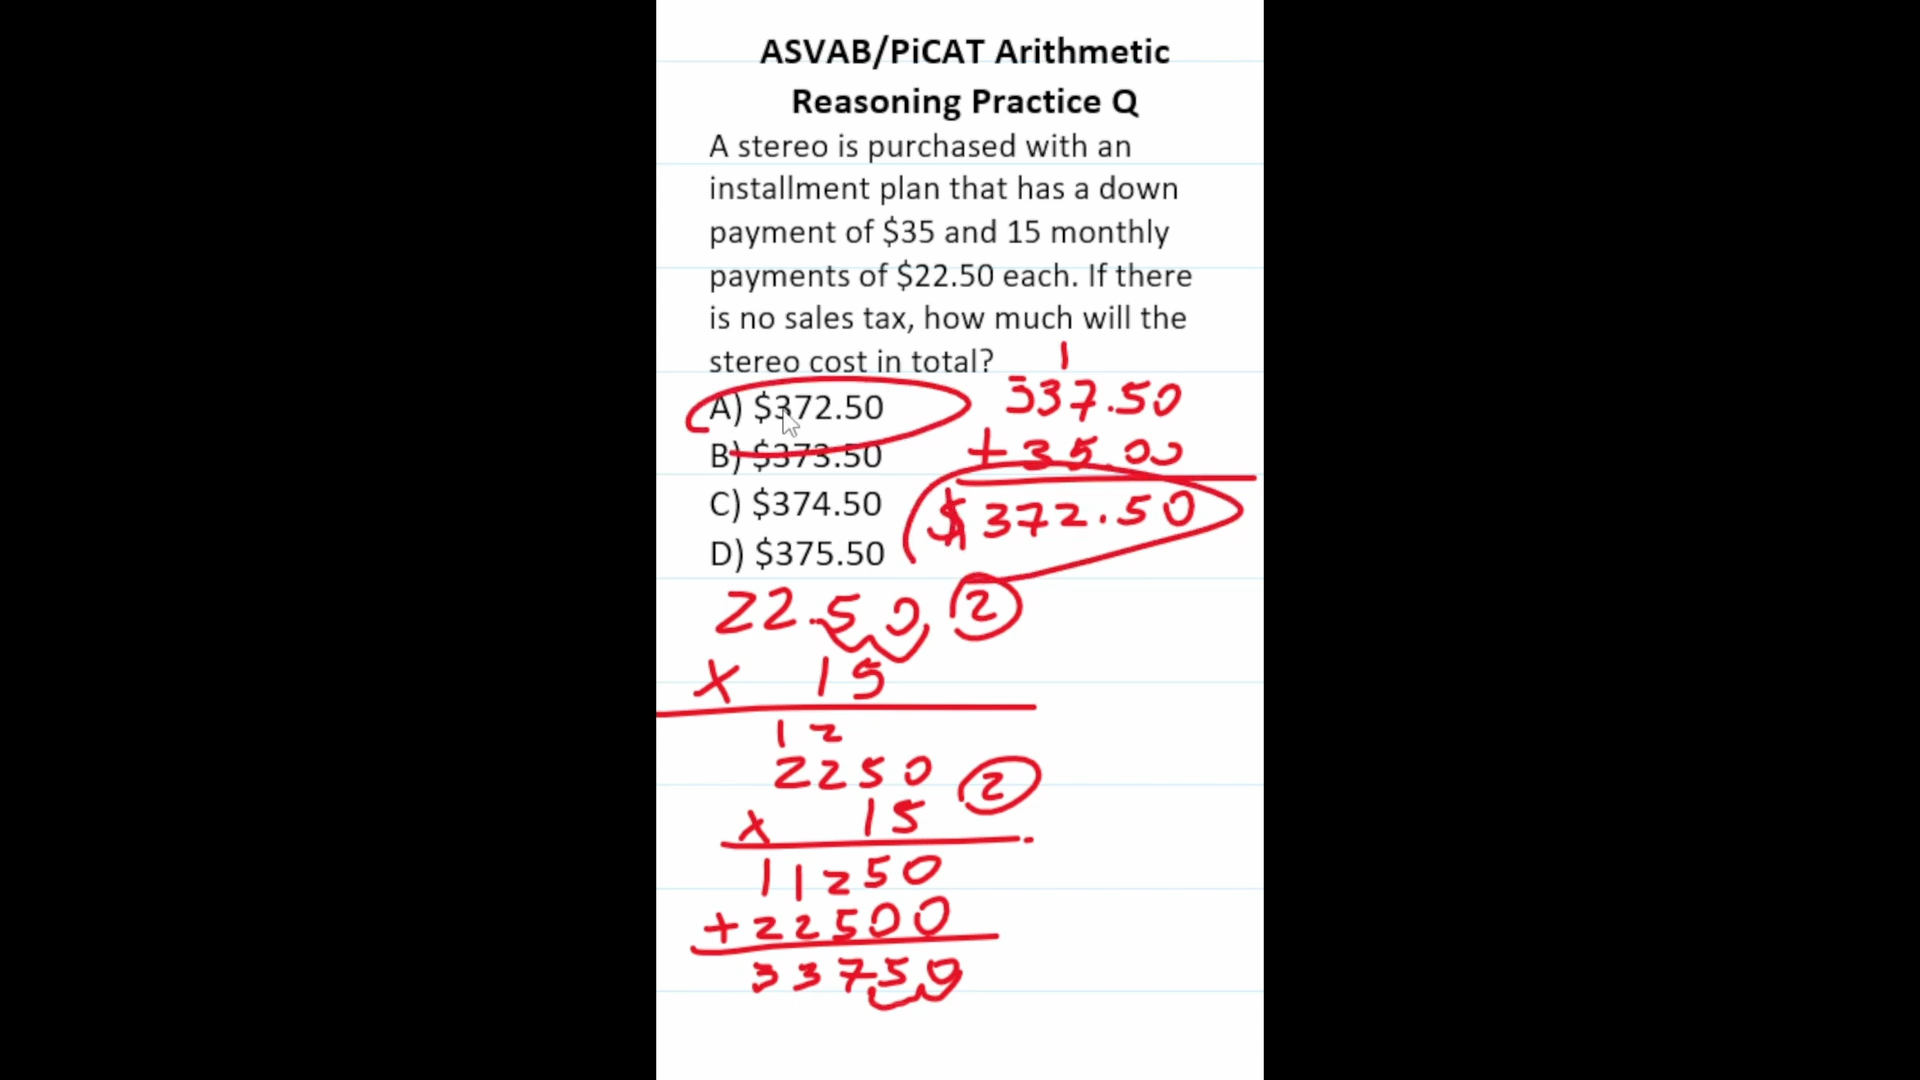 ASVAB/PiCAT Arithmetic
Reasoning Practice Q
A stereo is purchased with an
installment plan that has a down
payment of $35 and 15 monthly
payments of $22.50 each. If there
is no sales tax, how much will the
stereo cost in total?
A) $372.50
B) $373.50
C) $374.50
D) $375.50
1
337.50
+35.00
$372.50
22.50 2
x 15
12
2250 2
x 15
11250
+22500
33750